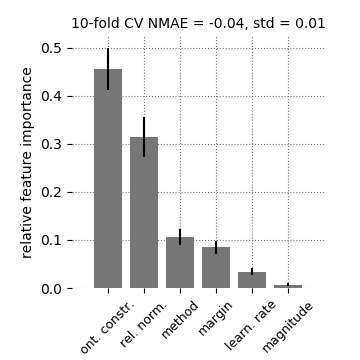 10-fold CV NMAE = -0.04, std = 0.01
relative feature importance
0.5
0.4
0.3
0.2
0.1
0.0
ont. constr.
rel. norm.
method
margin
learn. rate
magnitude